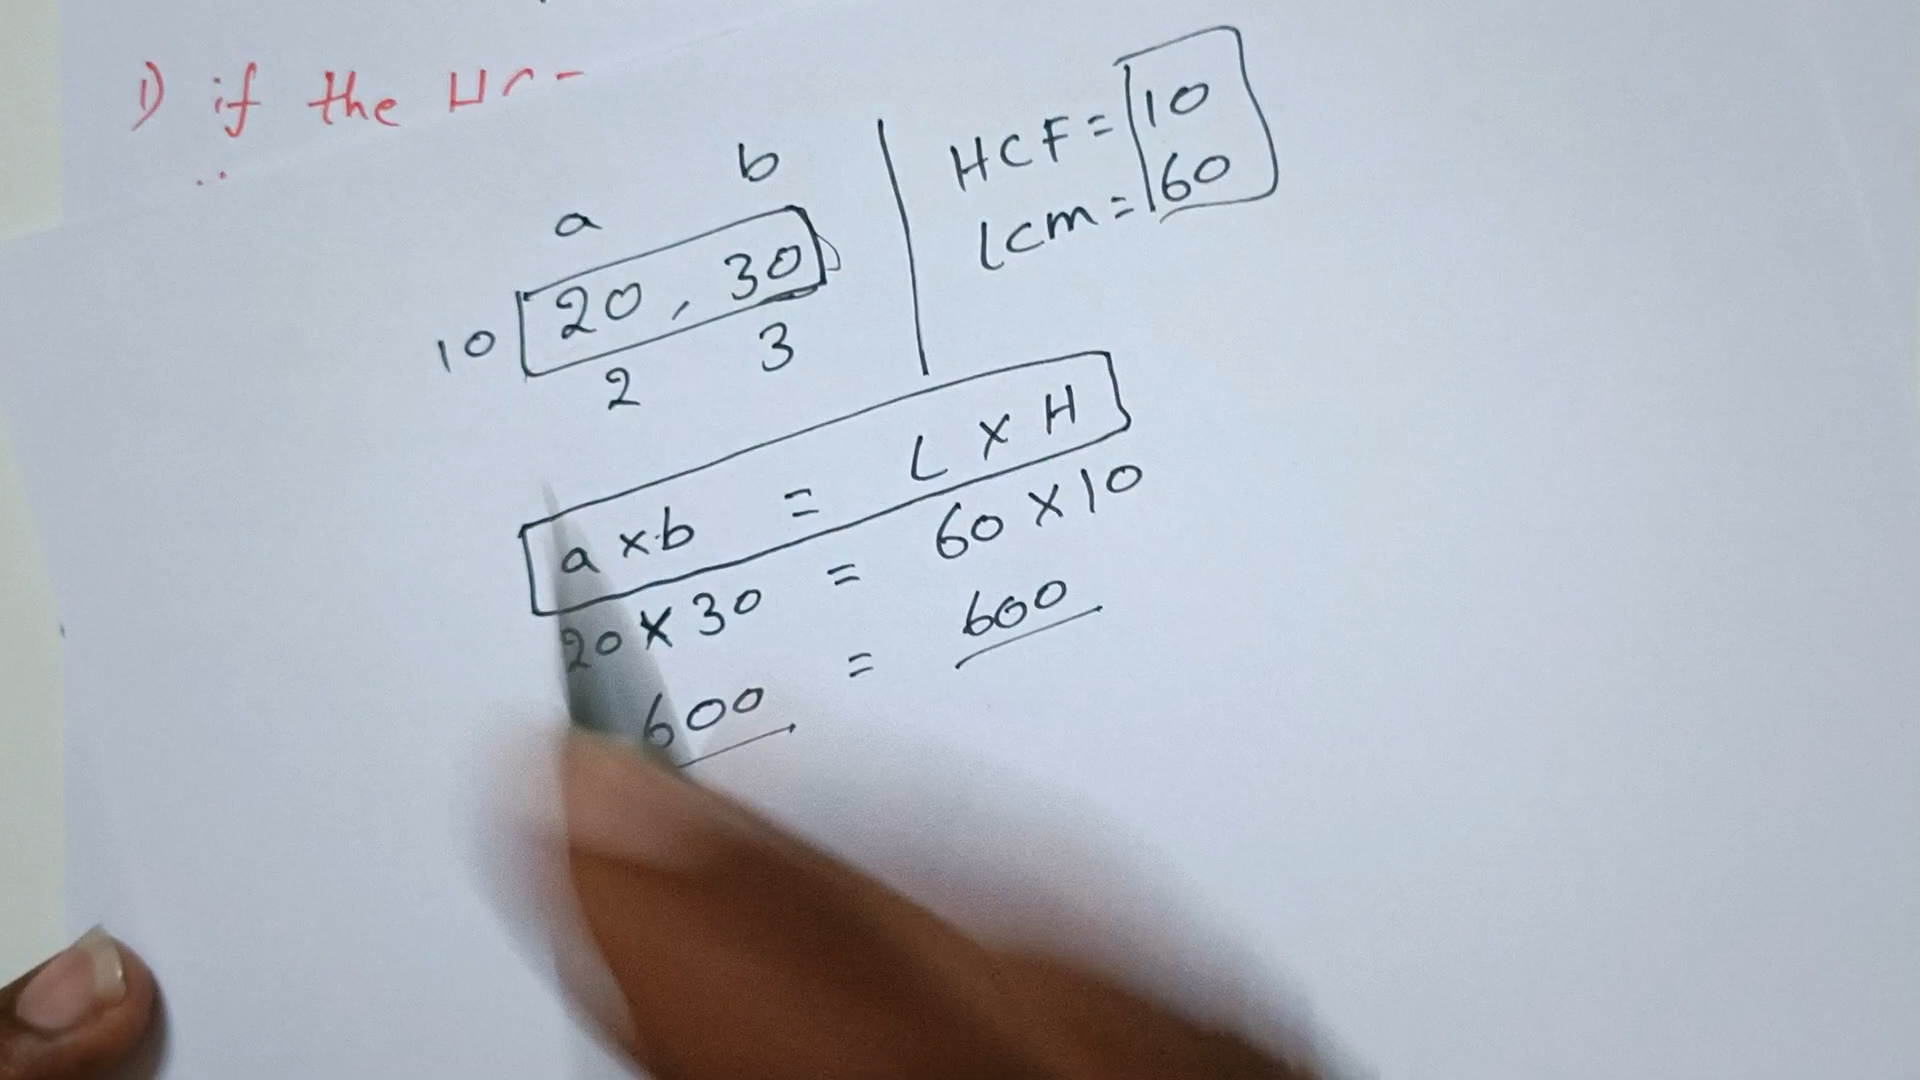 1) if the
a b
10 20, 30
2 3
HCF = 10
LCM = 60
a x b = L x H
20 x 30 = 60 x 10
600 = 600